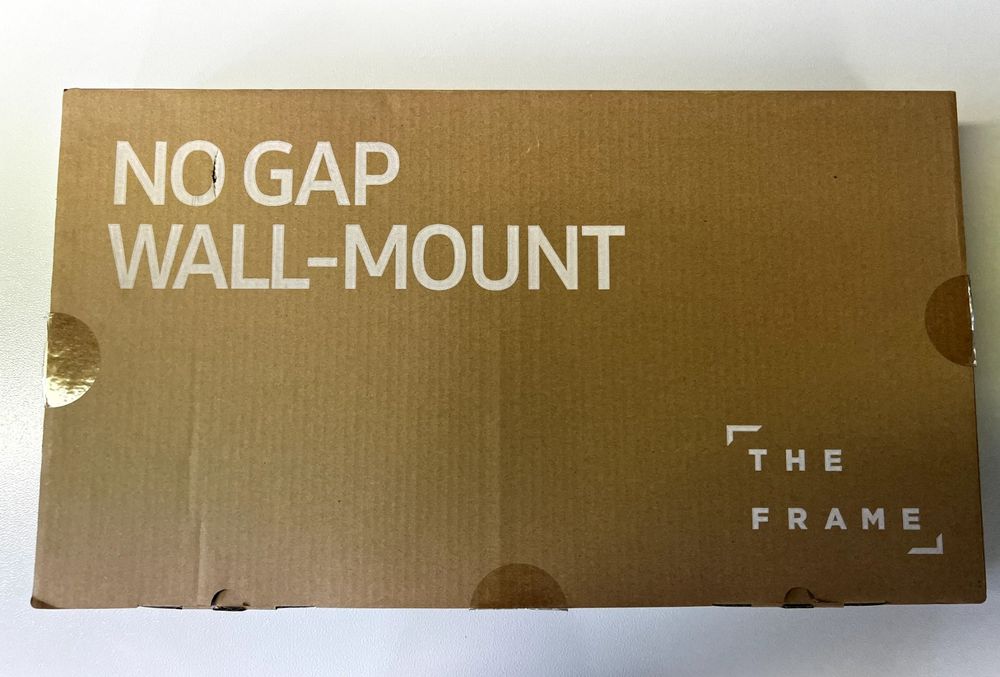 NO GAP
WALL-MOUNT
THE
FRAME